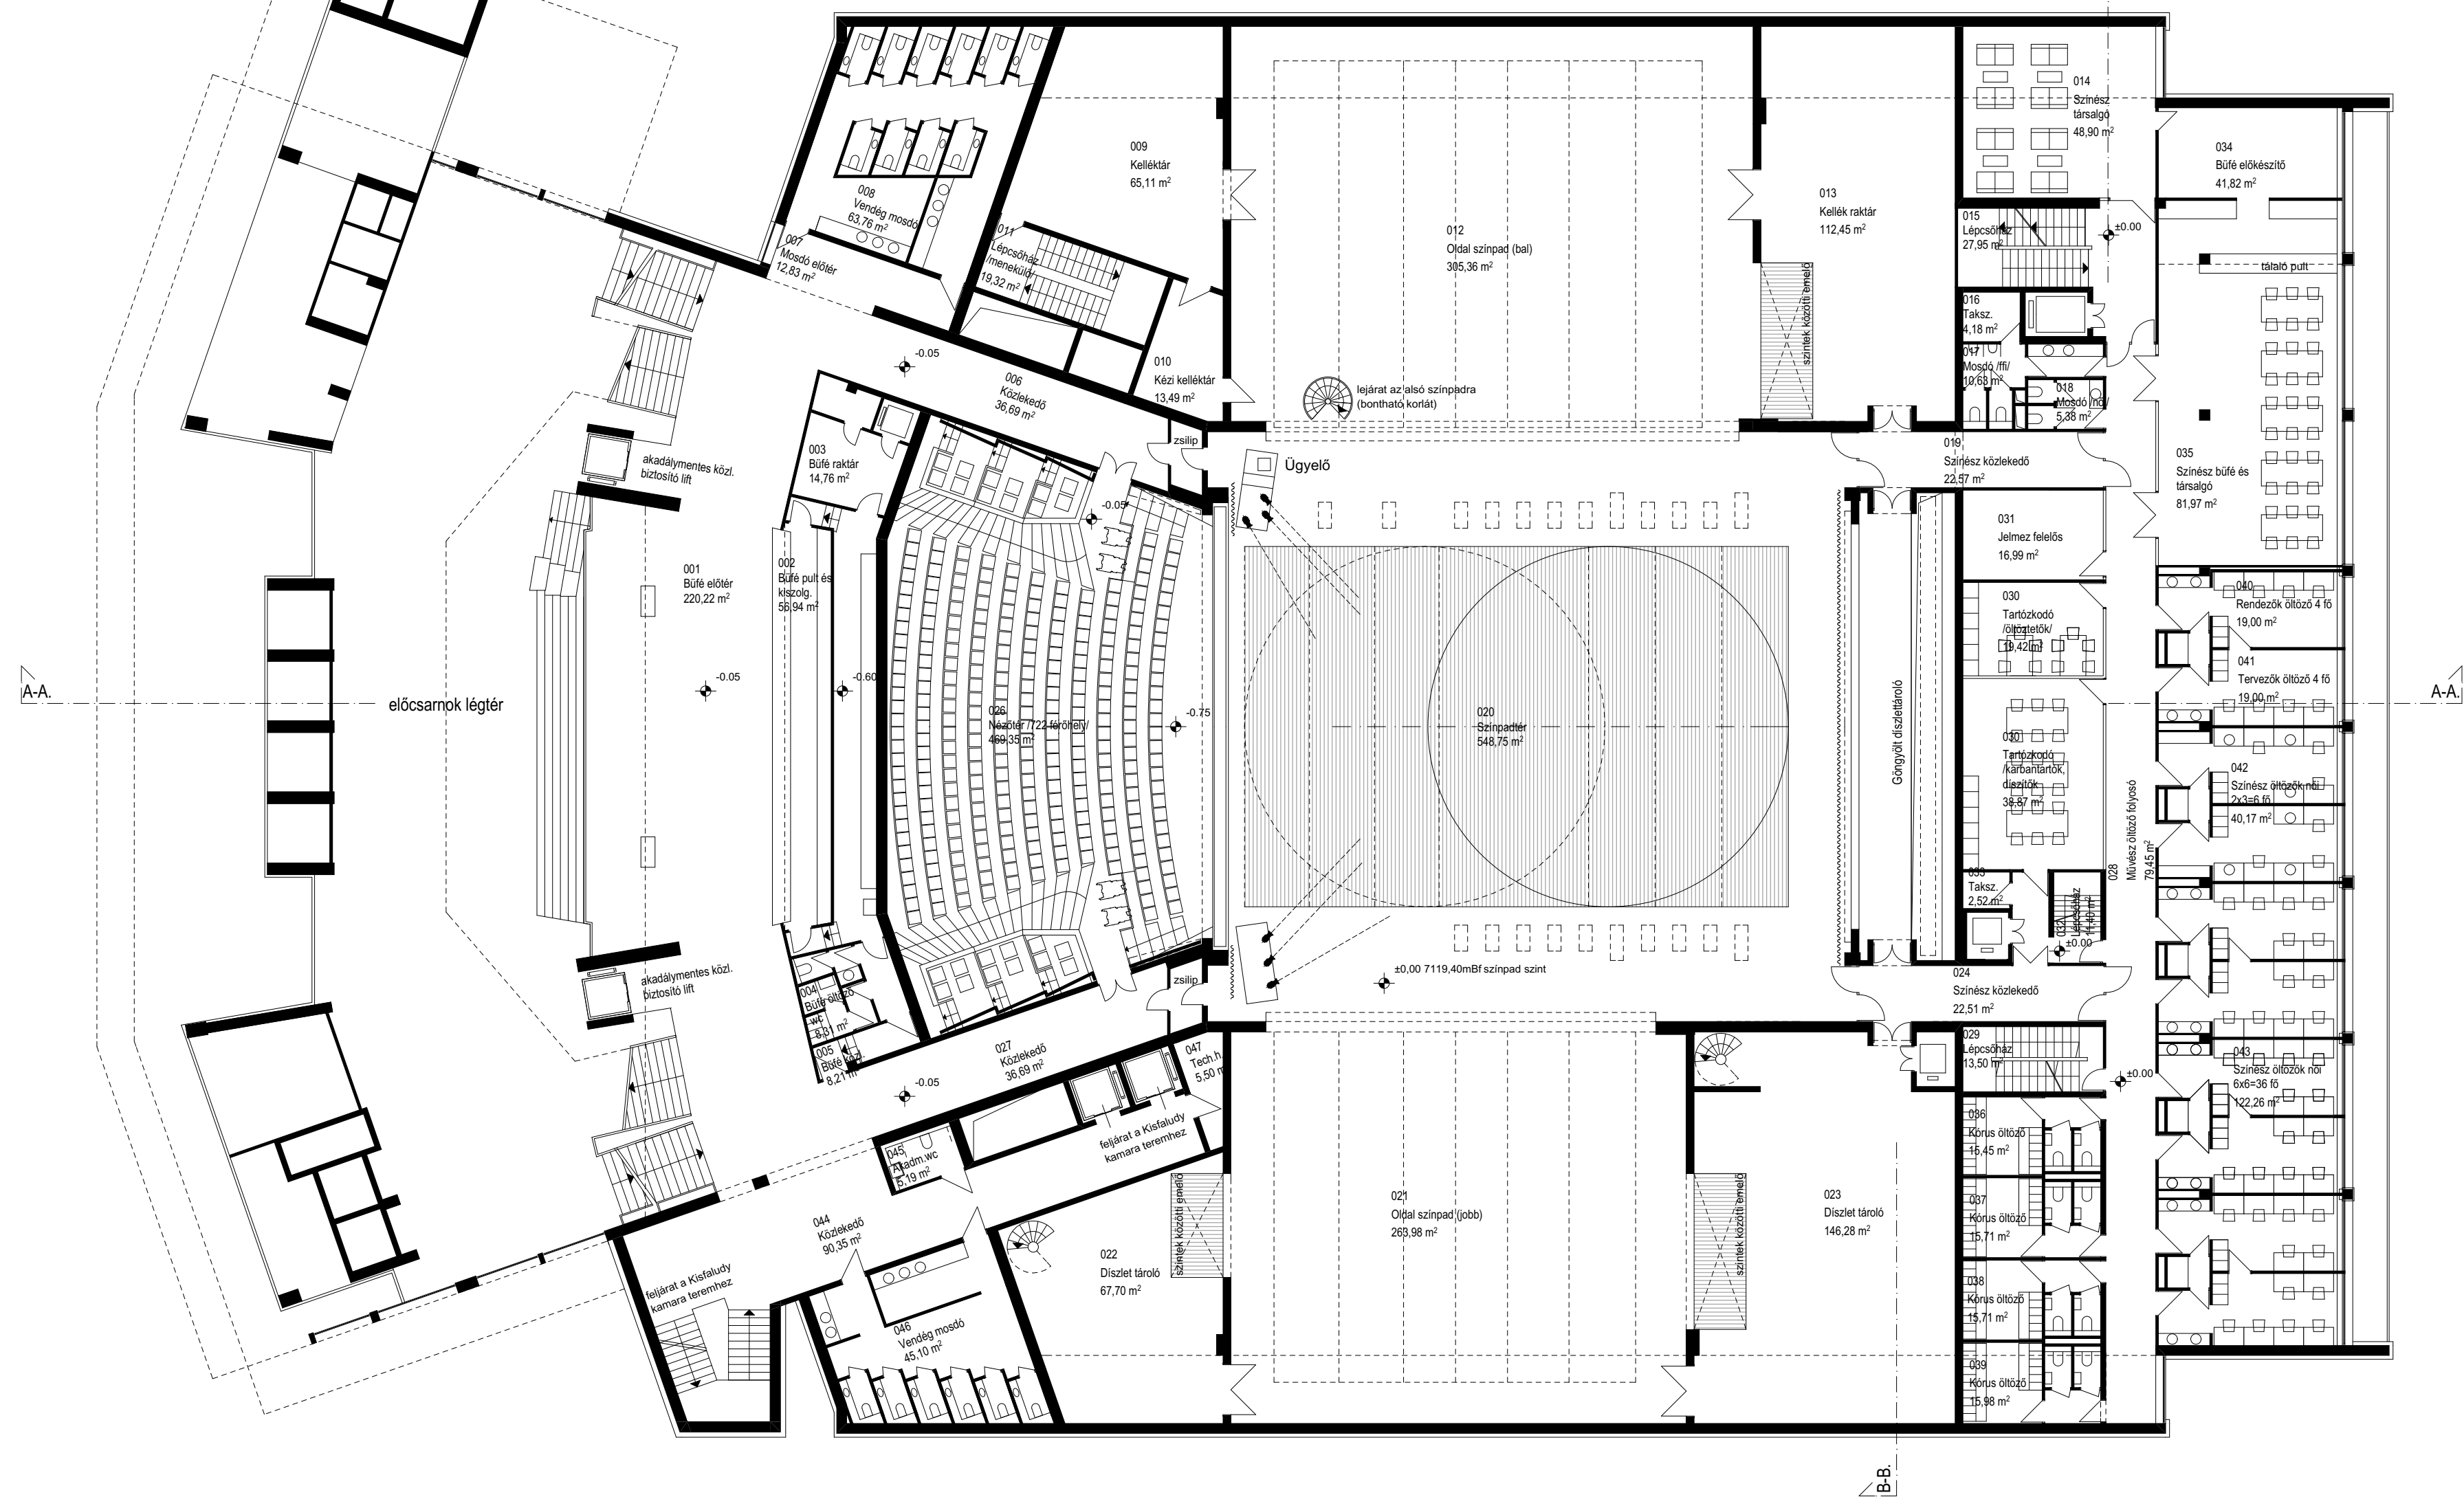 009
Kelléktár
65,11 m²
008
Vendég mosdó
63,76 m²
007
Mosdó előtér
12,83 m²
011
Lépcsőház
/menekülő/
19,32 m²
010
Kézi kelléktár
13,49 m²
012
Oldal színpad (bal)
305,36 m²
013
Kellék raktár
112,45 m²
szintek közötti emelő
014
Színész
társalgó
48,90 m²
034
Büfé előkészítő
41,82 m²
015
Lépcsőház
27,95 m²
±0.00
tálaló pult
016
Taksz.
4,18 m²
017
Mosdó /ffi/
10,63 m²
018
Mosdó /női/
5,38 m²
lejárat az alsó színpadra
(bontható korlát)
-0.05
006
Közlekedő
36,69 m²
zsilip
Ügyelő
019
Színész közlekedő
22,57 m²
035
Színész büfé és
társalgó
81,97 m²
003
Büfé raktár
14,76 m²
akadálymentes közl.
biztosító lift
-0.05
031
Jelmez felelős
16,99 m²
001
Büfé előtér
220,22 m²
002
Büfé pult és
kiszolg.
56,94 m²
030
Tartózkodó
/öltöztetők/
19,42 m²
040
Rendezők öltöző 4 fő
19,00 m²
041
Tervezők öltöző 4 fő
19,00 m²
A-A.
előcsarnok légtér
-0.05
-0.60
-0.75
026
Nézőtér /722 férőhely/
469,35 m²
020
Színpadtér
548,75 m²
Göngyölt díszlettároló
030
Tartózkodó
/karbantartók,
díszítők
38,87 m²
028
Művész öltöző folyosó
79,45 m²
A-A.
042
Színész öltözők női
2x3=6 fő
40,17 m²
033
Taksz.
2,52 m²
032
Lépcsőház
11,40 m²
±0.00
±0,00 7119,40mBf színpad szint
zsilip
akadálymentes közl.
biztosító lift
004
Büfé öltöző
wc
8,31 m²
005
Büfé közl.
8,21 m²
024
Színész közlekedő
22,51 m²
027
Közlekedő
36,69 m²
-0.05
047
Tech.h.
5,50 m
029
Lépcsőház
13,50 m²
±0.00
043
Színész öltözők női
6x6=36 fő
122,26 m²
feljárat a Kisfaludy
kamara teremhez
045
Akadm.wc
5,19 m²
036
Kórus öltöző
15,45 m²
037
Kórus öltöző
15,71 m²
038
Kórus öltöző
15,71 m²
039
Kórus öltöző
15,98 m²
044
Közlekedő
90,35 m²
022
Díszlet tároló
67,70 m²
szintek közötti emelő
021
Oldal színpad (jobb)
263,98 m²
szintek közötti emelő
023
Díszlet tároló
146,28 m²
feljárat a Kisfaludy
kamara teremhez
046
Vendég mosdó
45,10 m²
B-B.